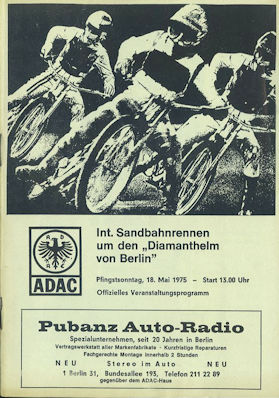 Int. Sandbahnrennen
um den „Diamanthelm
von Berlin"
ADAC
Pfingstsonntag, 18. Mai 1975 – Start 13.00 Uhr
Offizielles Veranstaltungsprogramm
Pubanz Auto-Radio
Spezialunternehmen, seit 20 Jahren in Berlin
Vertragswerkstatt aller Markenfabrikate - Kurzfristige Reparaturen
Fachgerechte Montage innerhalb 2 Stunden
NEU Stereo im Auto NEU
1 Berlin 31, Bundesallee 193, Telefon 211 22 89
gegenüber dem ADAC-Haus